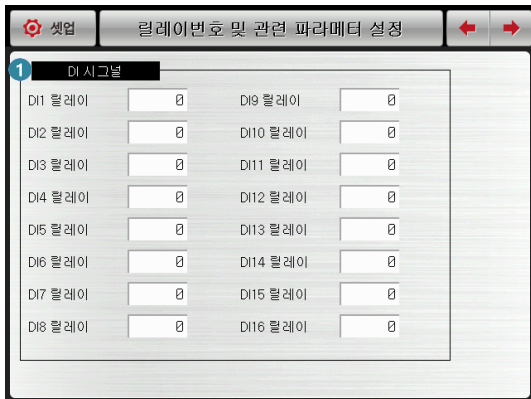 셋업 릴레이번호 및 관련 파라메터 설정
1 DI 시그널
DI1 릴레이 0 DI9 릴레이 0
DI2 릴레이 0 DI10 릴레이 0
DI3 릴레이 0 DI11 릴레이 0
DI4 릴레이 0 DI12 릴레이 0
DI5 릴레이 0 DI13 릴레이 0
DI6 릴레이 0 DI14 릴레이 0
DI7 릴레이 0 DI15 릴레이 0
DI8 릴레이 0 DI16 릴레이 0